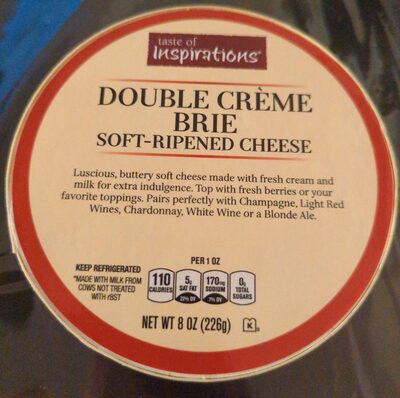 taste of
Inspirations®
DOUBLE CRÈME
BRIE
SOFT-RIPENED CHEESE
Luscious, buttery soft cheese made with fresh cream and
milk for extra indulgence. Top with fresh berries or your
favorite toppings. Pairs perfectly with Champagne, Light Red
Wines, Chardonnay, White Wine or a Blonde Ale.
PER 1 OZ
KEEP REFRIGERATED
*MADE WITH MILK FROM
COWS NOT TREATED
WITH rBST
110
CALORIES
5g
SAT FAT
170mg
SODIUM
7% DV
0g
TOTAL
SUGARS
NET WT 8 OZ (226g)
K